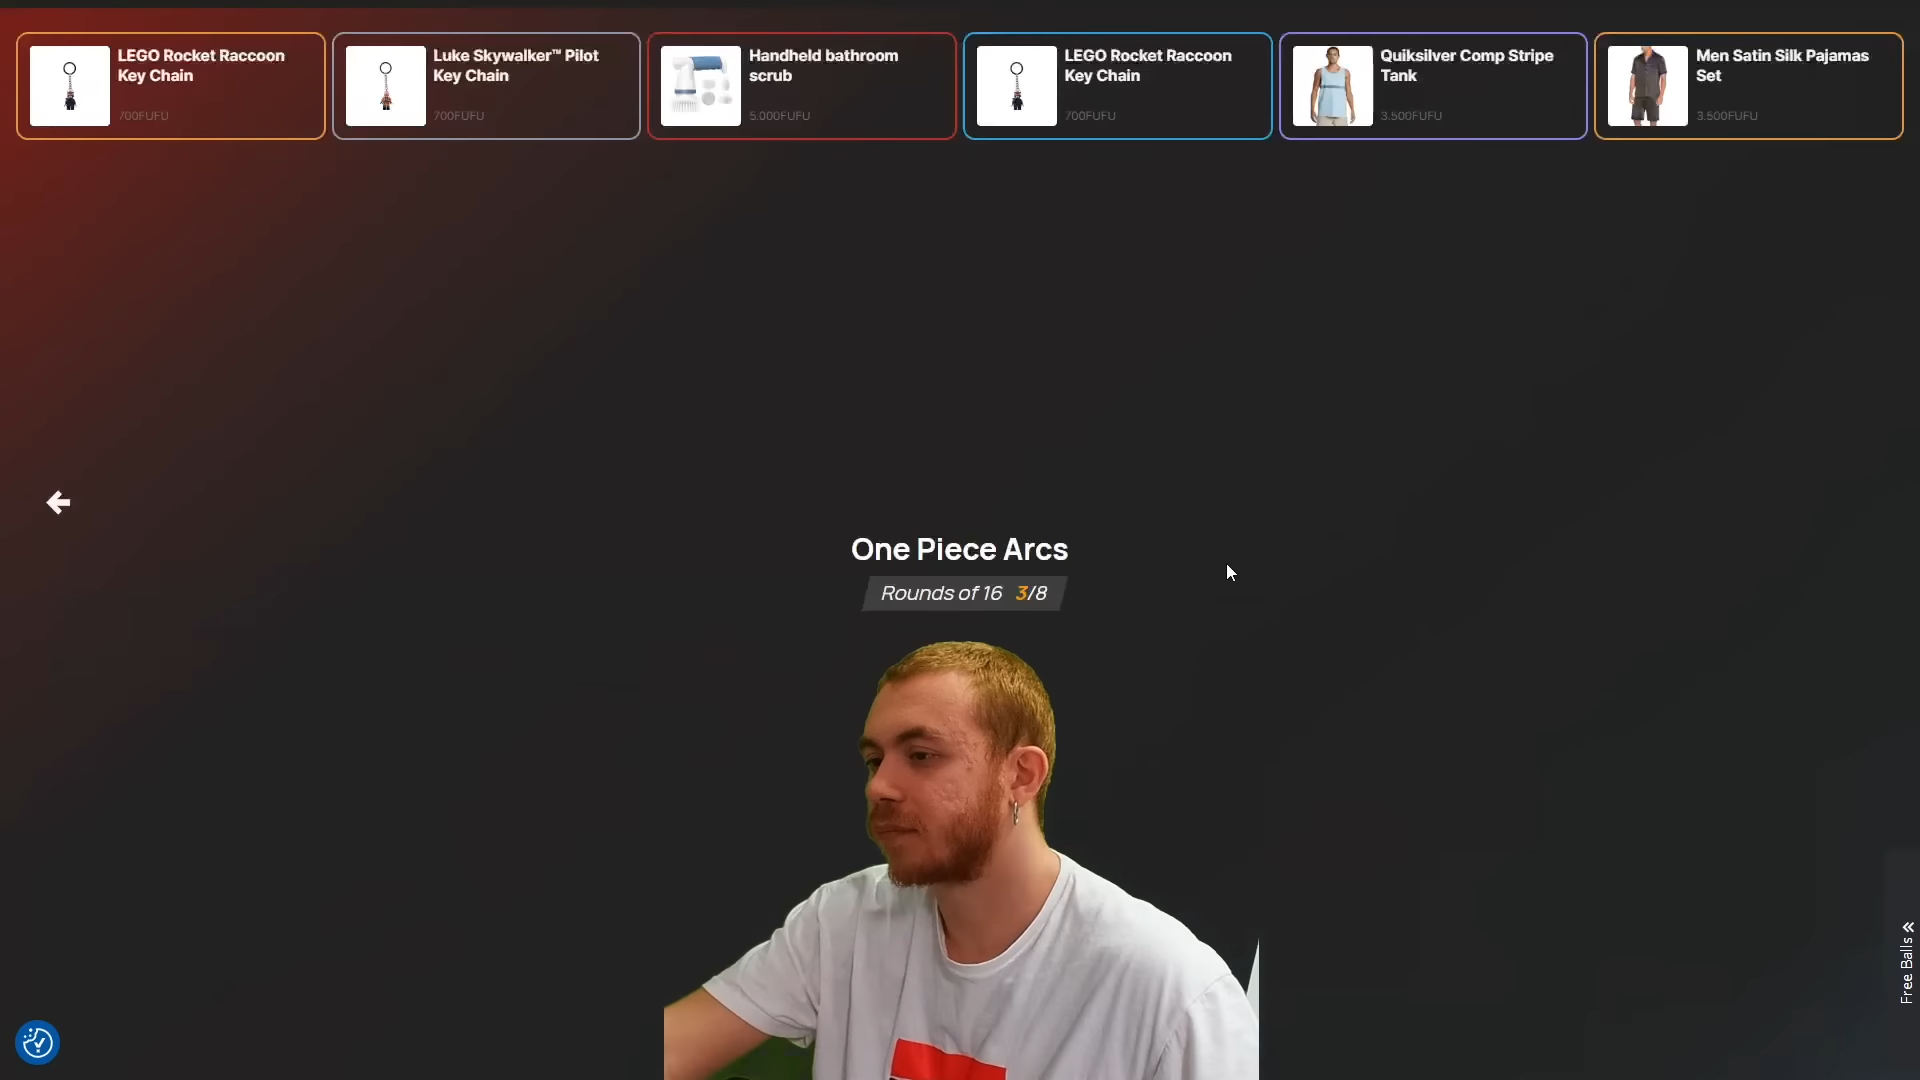 LEGO Rocket Raccoon
Key Chain
700FUFU
Luke Skywalker™ Pilot
Key Chain
700FUFU
Handheld bathroom
scrub
5.000FUFU
LEGO Rocket Raccoon
Key Chain
700FUFU
Quiksilver Comp Stripe
Tank
3.500FUFU
Men Satin Silk Pajamas
Set
3.500FUFU
One Piece Arcs
Rounds of 16 3/8
Free Balls